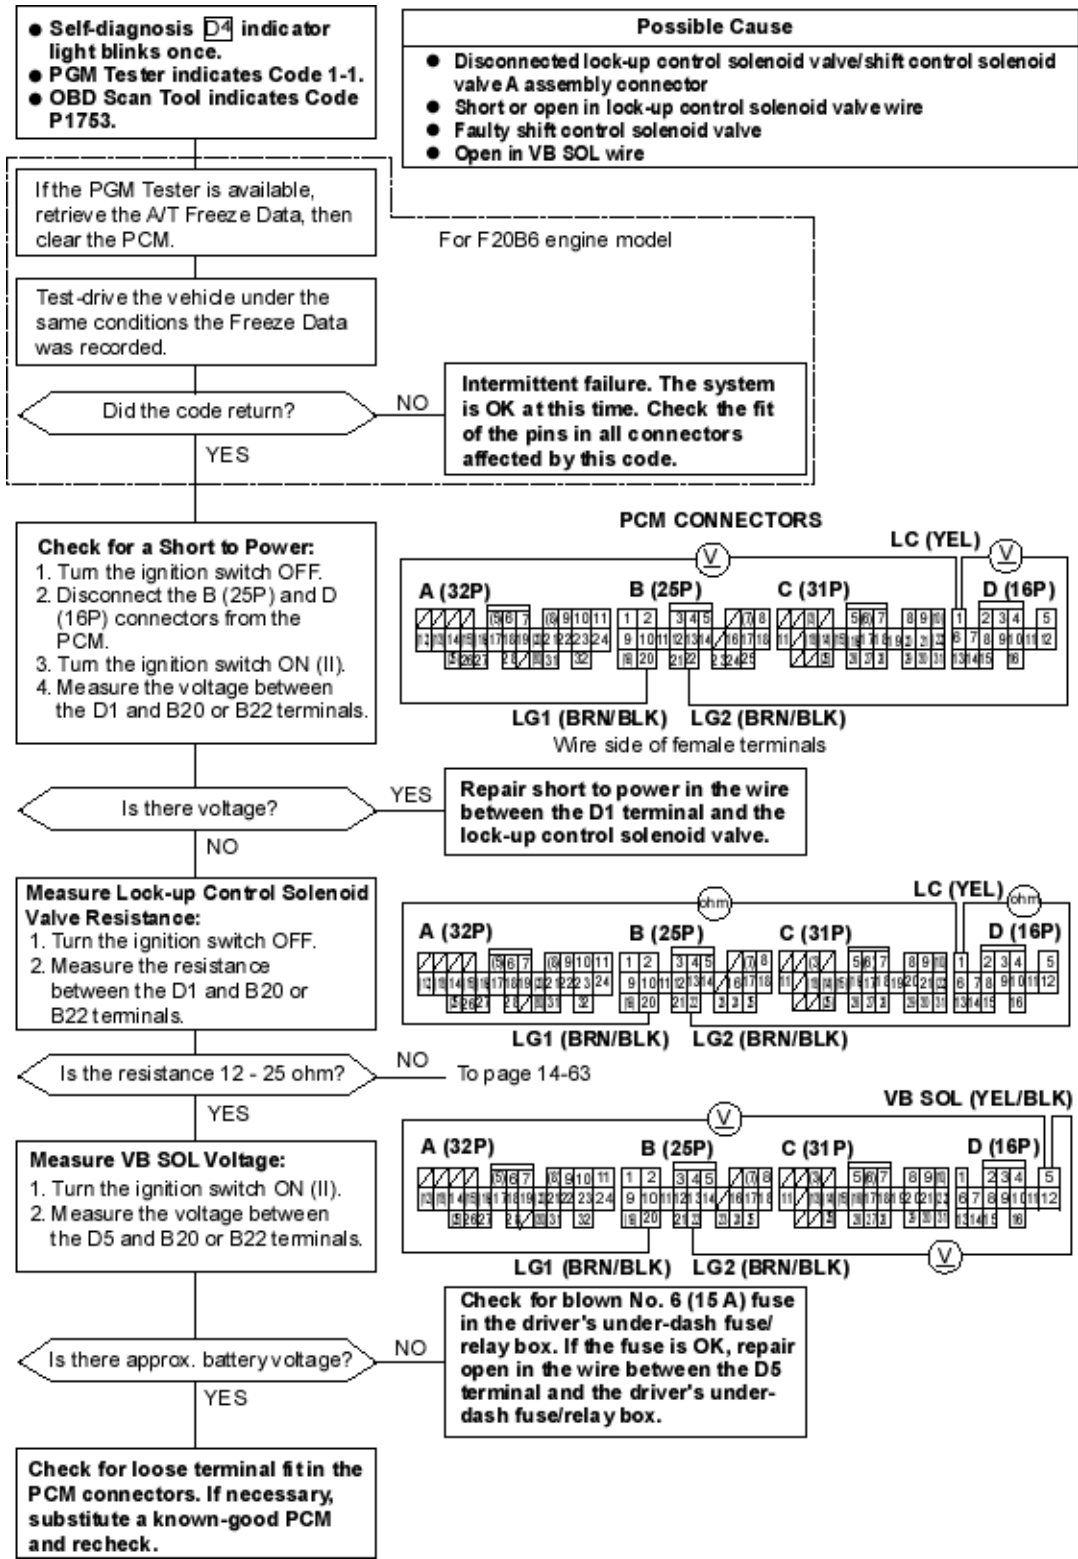 ● Self-diagnosis D4 indicator
light blinks once.
● PGM Tester indicates Code 1-1.
● OBD Scan Tool indicates Code
P1753.
Possible Cause
● Disconnected lock-up control solenoid valve/shift control solenoid
valve A assembly connector
● Short or open in lock-up control solenoid valve wire
● Faulty shift control solenoid valve
● Open in VB SOL wire
If the PGM Tester is available,
retrieve the A/T Freeze Data, then
clear the PCM.
For F20B6 engine model
Test-drive the vehicle under the
same conditions the Freeze Data
was recorded.
Did the code return?
NO
Intermittent failure. The system
is OK at this time. Check the fit
of the pins in all connectors
affected by this code.
YES
Check for a Short to Power:
1. Turn the ignition switch OFF.
2. Disconnect the B (25P) and D
(16P) connectors from the
PCM.
3. Turn the ignition switch ON (II).
4. Measure the voltage between
the D1 and B20 or B22 terminals.
PCM CONNECTORS
LC (YEL)
V
V
A (32P)
B (25P)
C (31P)
D (16P)
LG1 (BRN/BLK)
LG2 (BRN/BLK)
Wire side of female terminals
Is there voltage?
YES
Repair short to power in the wire
between the D1 terminal and the
lock-up control solenoid valve.
NO
Measure Lock-up Control Solenoid
Valve Resistance:
1. Turn the ignition switch OFF.
2. Measure the resistance
between the D1 and B20 or
B22 terminals.
LC (YEL)
ohm
ohm
A (32P)
B (25P)
C (31P)
D (16P)
LG1 (BRN/BLK)
LG2 (BRN/BLK)
Is the resistance 12 - 25 ohm?
NO
To page 14-63
YES
Measure VB SOL Voltage:
1. Turn the ignition switch ON (II).
2. Measure the voltage between
the D5 and B20 or B22 terminals.
VB SOL (YEL/BLK)
V
A (32P)
B (25P)
C (31P)
D (16P)
LG1 (BRN/BLK)
LG2 (BRN/BLK)
V
Is there approx. battery voltage?
NO
Check for blown No. 6 (15 A) fuse
in the driver's under-dash fuse/
relay box. If the fuse is OK, repair
open in the wire between the D5
terminal and the driver's under-
dash fuse/relay box.
YES
Check for loose terminal fit in the
PCM connectors. If necessary,
substitute a known-good PCM
and recheck.